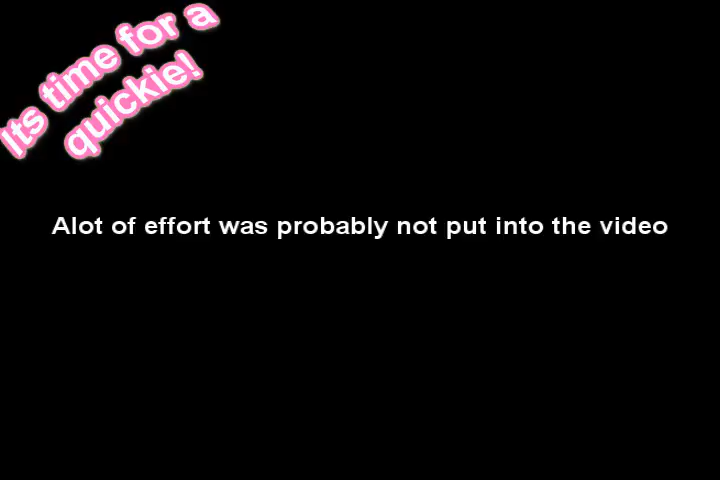 Its time for a
quickie!
Alot of effort was probably not put into the video